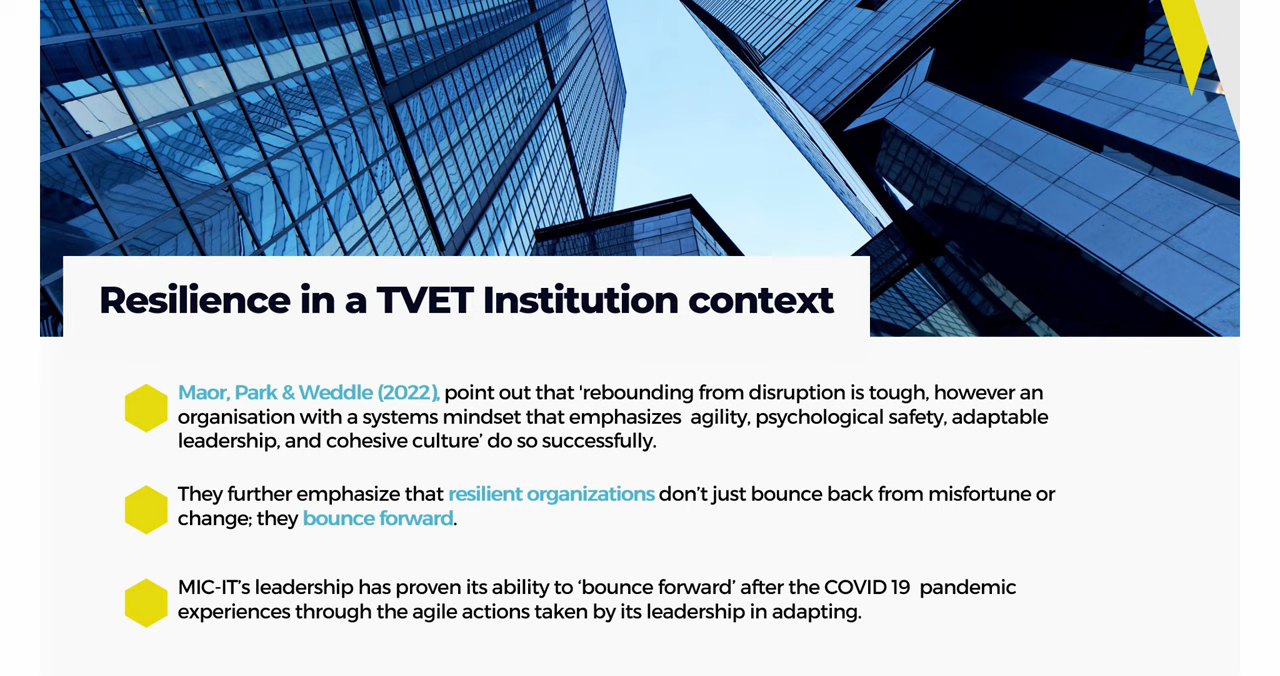 Resilience in a TVET Institution context
Maor, Park & Weddle (2022), point out that 'rebounding from disruption is tough, however an
organisation with a systems mindset that emphasizes  agility, psychological safety, adaptable
leadership, and cohesive culture’ do so successfully.
They further emphasize that resilient organizations don’t just bounce back from misfortune or
change; they bounce forward.
MIC-IT’s leadership has proven its ability to ‘bounce forward’ after the COVID 19  pandemic
experiences through the agile actions taken by its leadership in adapting.